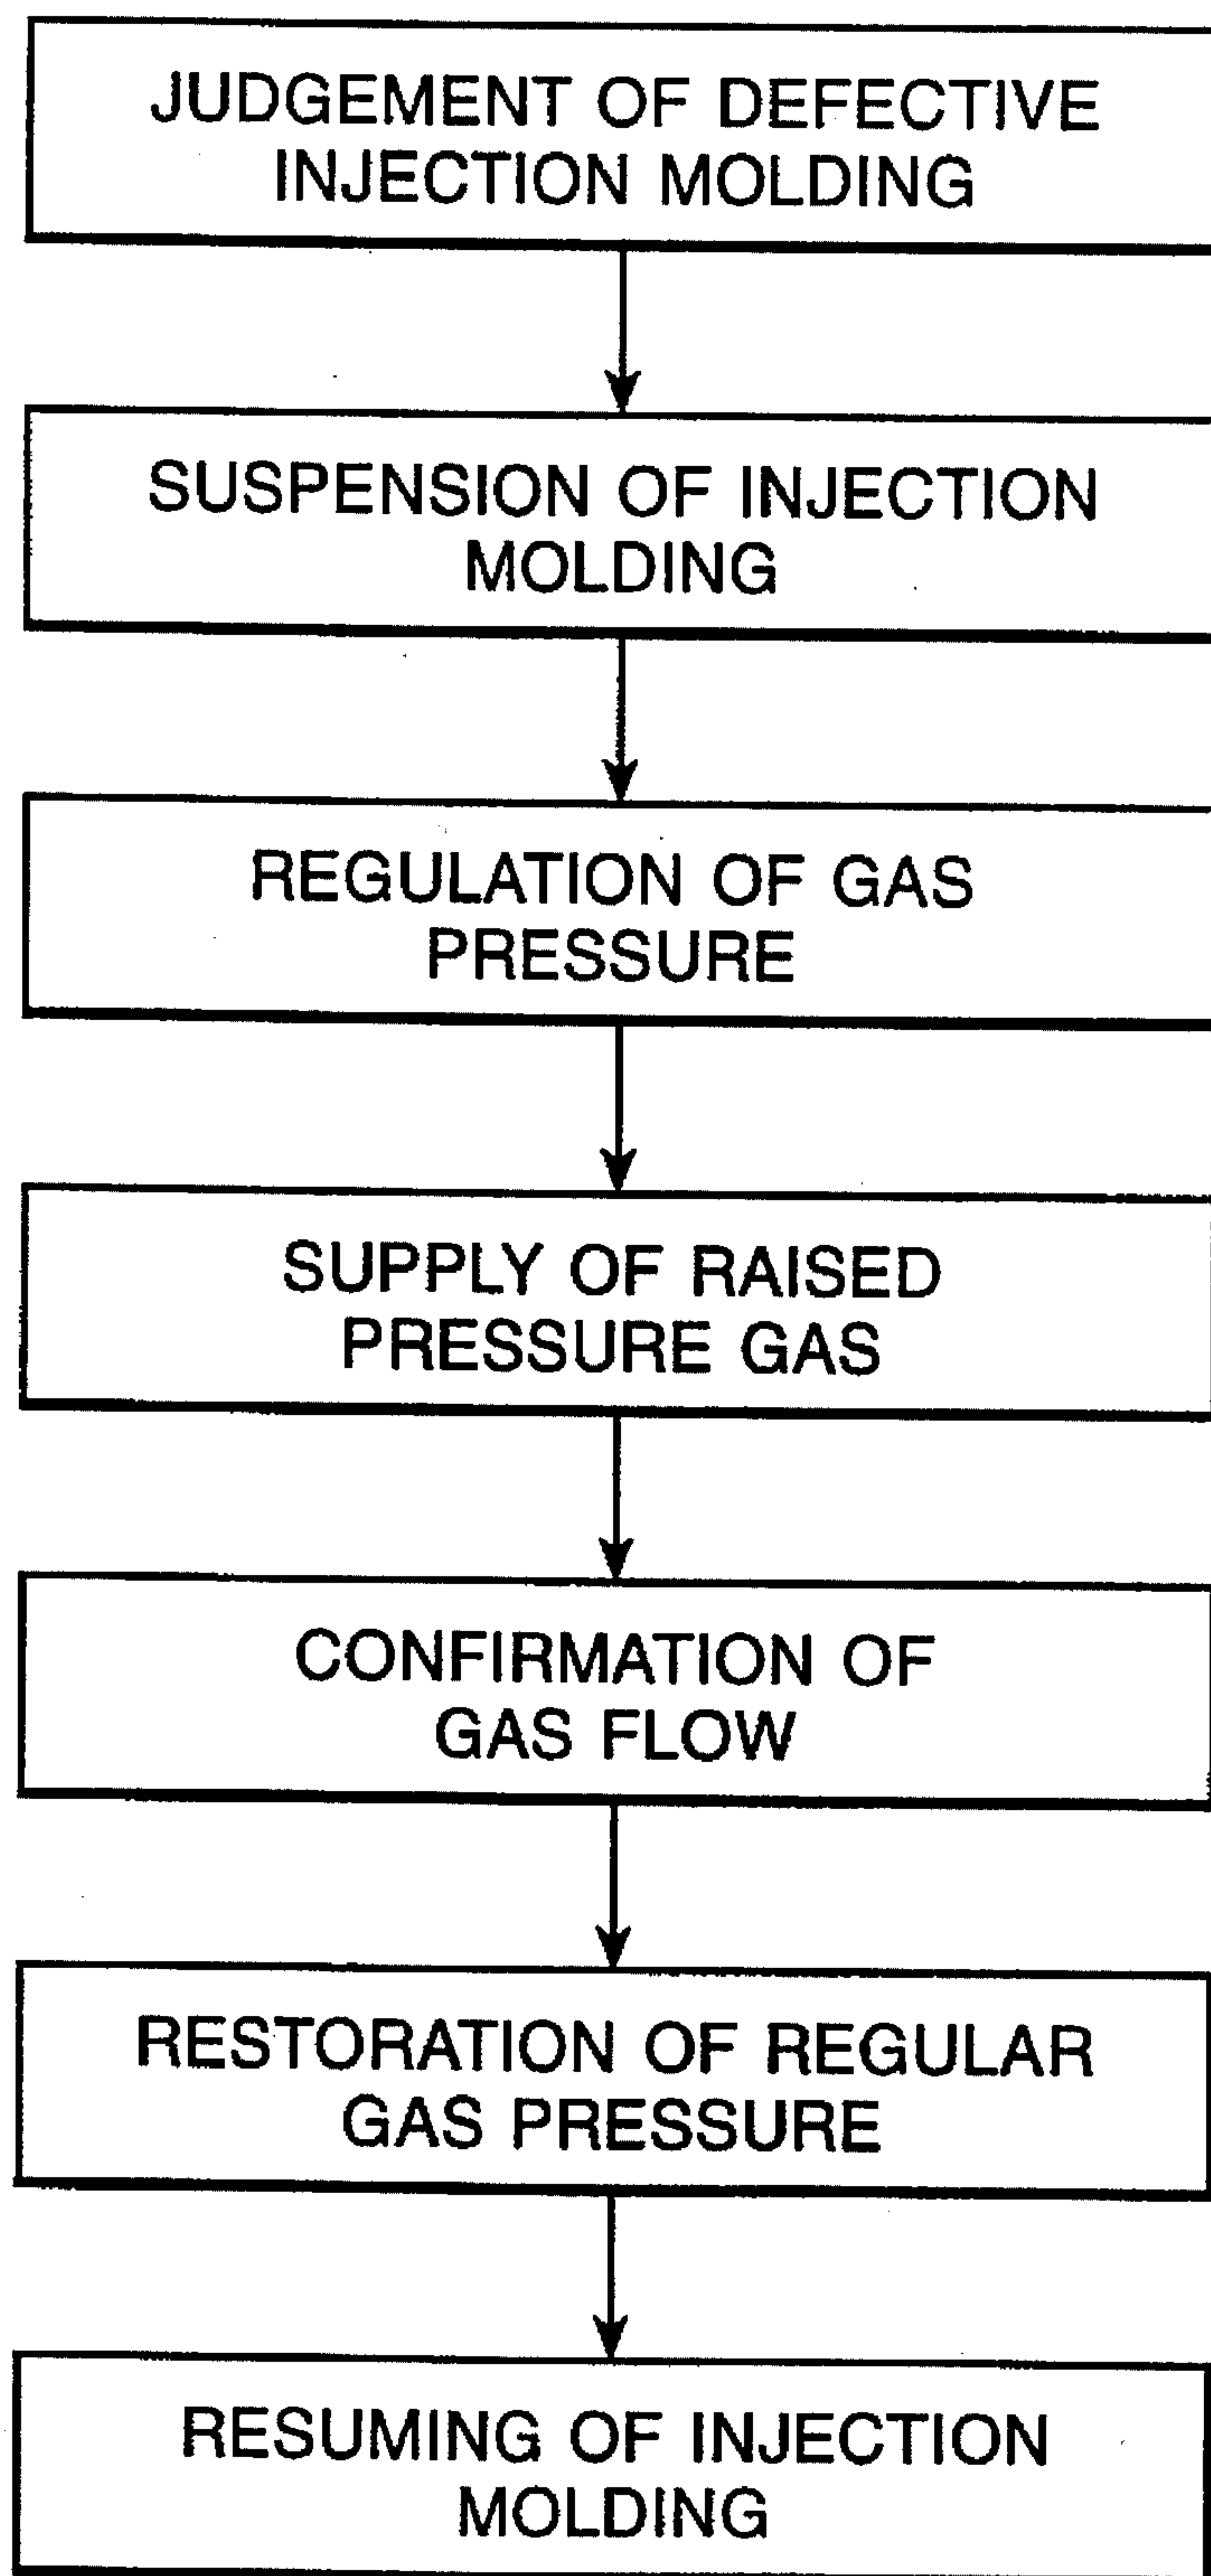 JUDGEMENT OF DEFECTIVE
INJECTION MOLDING
SUSPENSION OF INJECTION
MOLDING
REGULATION OF GAS
PRESSURE
SUPPLY OF RAISED
PRESSURE GAS
CONFIRMATION OF
GAS FLOW
RESTORATION OF REGULAR
GAS PRESSURE
RESUMING OF INJECTION
MOLDING